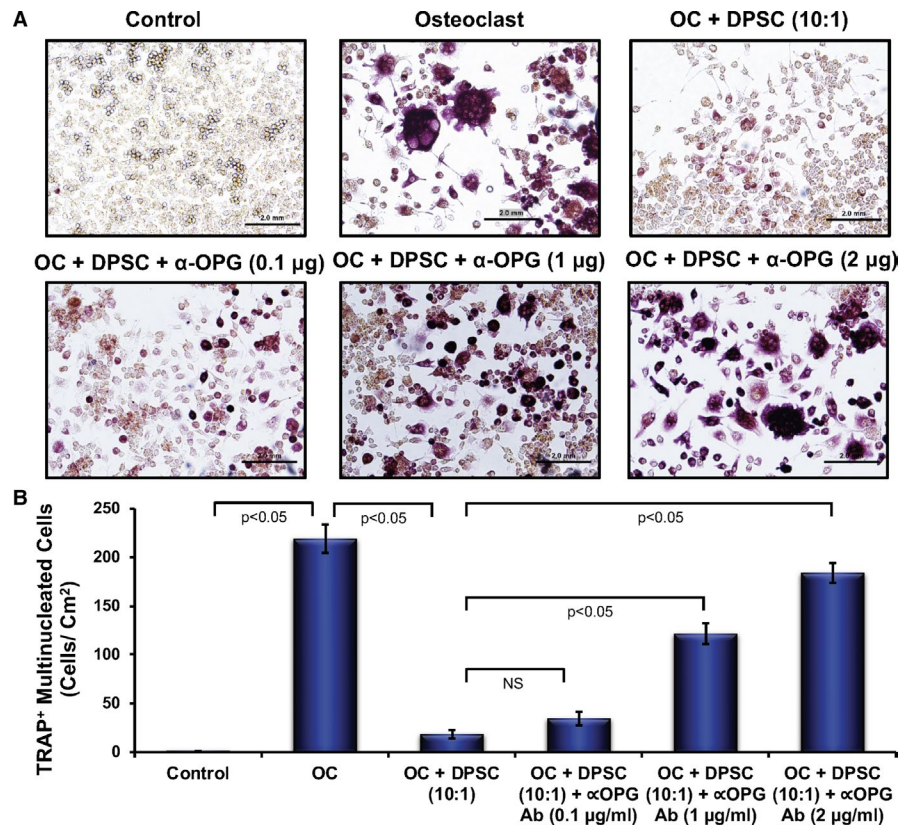 A
Control
Osteoclast
OC + DPSC (10:1)
2.0 mm
2.0 mm
2.0 mm
OC + DPSC + α-OPG (0.1 µg)
OC + DPSC + α-OPG (1 µg)
OC + DPSC + α-OPG (2 µg)
2.0 mm
2.0 mm
2.0 mm
B
TRAP⁺ Multinucleated Cells
(Cells/ Cm²)
250
200
150
100
50
0
p<0.05
p<0.05
p<0.05
p<0.05
NS
Control
OC
OC + DPSC
(10:1)
OC + DPSC
(10:1) + ∝OPG
Ab (0.1 µg/ml)
OC + DPSC
(10:1) + ∝OPG
Ab (1 µg/ml)
OC + DPSC
(10:1) + ∝OPG
Ab (2 µg/ml)